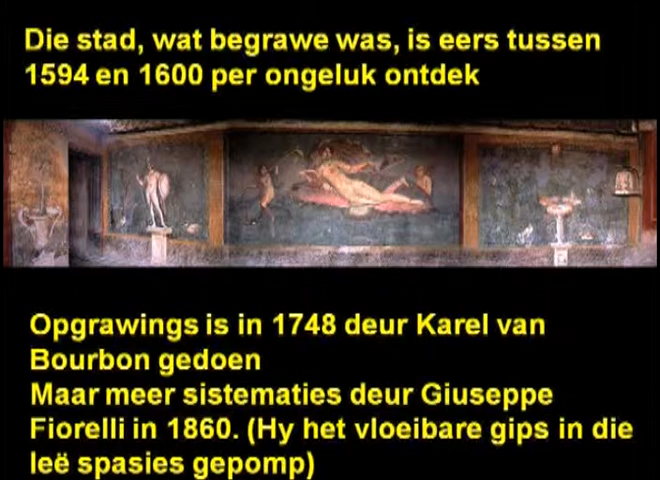 Die stad, wat begrawe was, is eers tussen
1594 en 1600 per ongeluk ontdek
Opgrawings is in 1748 deur Karel van
Bourbon gedoen
Maar meer sistematies deur Giuseppe
Fiorelli in 1860. (Hy het vloeibare gips in die
leë spasies gepomp)